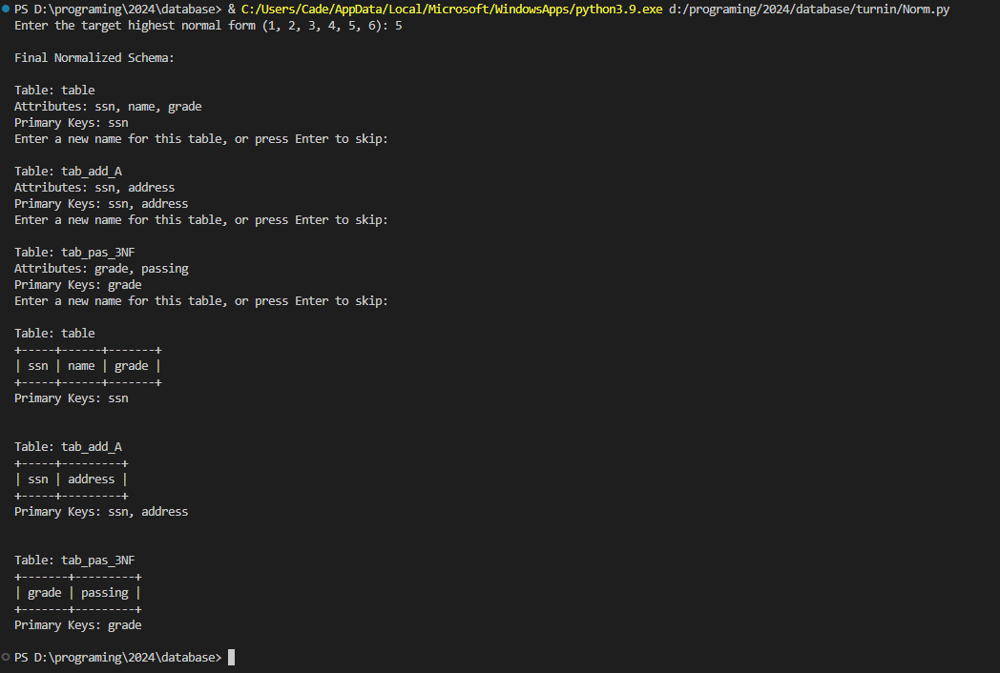 PS D:\programing\2024\database> & C:/Users/Cade/AppData/Local/Microsoft/WindowsApps/python3.9.exe d:/programing/2024/database/turnin/Norm.py
Enter the target highest normal form (1, 2, 3, 4, 5, 6): 5
Final Normalized Schema:
Table: table
Attributes: ssn, name, grade
Primary Keys: ssn
Enter a new name for this table, or press Enter to skip:
Table: tab_add_A
Attributes: ssn, address
Primary Keys: ssn, address
Enter a new name for this table, or press Enter to skip:
Table: tab_pas_3NF
Attributes: grade, passing
Primary Keys: grade
Enter a new name for this table, or press Enter to skip:
Table: table
+-----+------+-------+
| ssn | name | grade |
+-----+------+-------+
Primary Keys: ssn
Table: tab_add_A
+-----+---------+
| ssn | address |
+-----+---------+
Primary Keys: ssn, address
Table: tab_pas_3NF
+-------+---------+
| grade | passing |
+-------+---------+
Primary Keys: grade
PS D:\programing\2024\database>